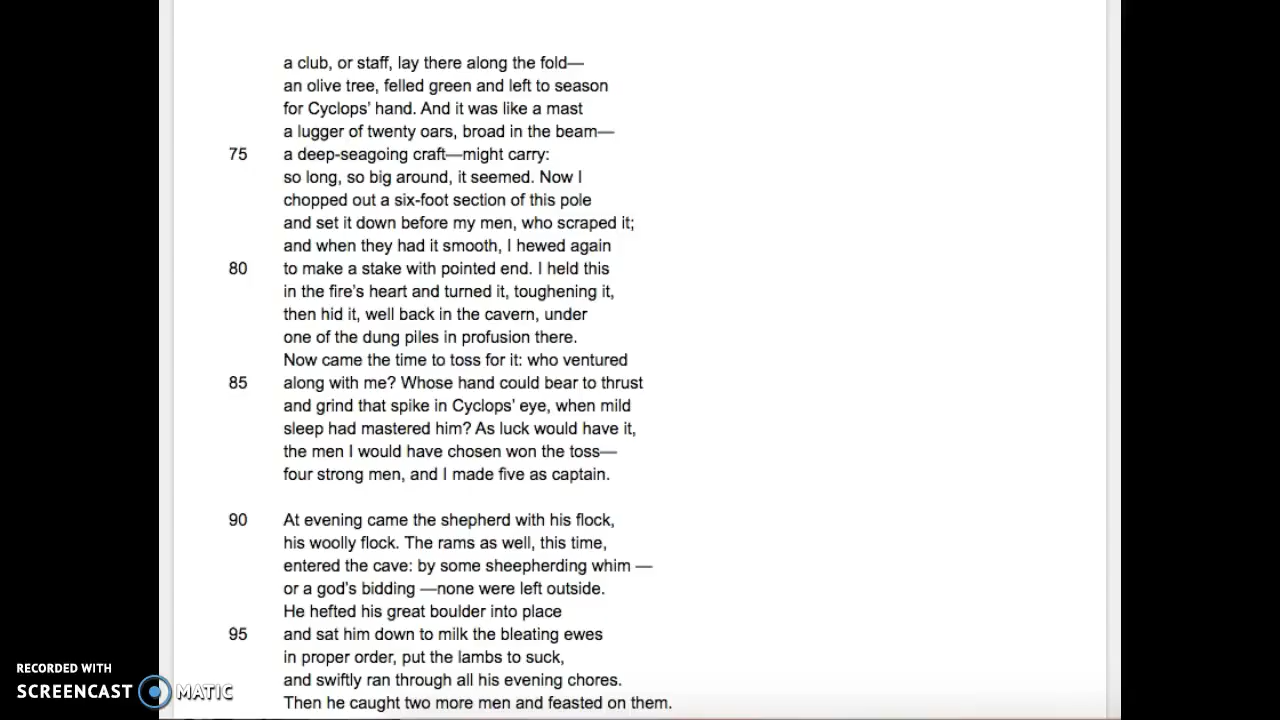 a club, or staff, lay there along the fold—
an olive tree, felled green and left to season
for Cyclops’ hand. And it was like a mast
a lugger of twenty oars, broad in the beam—
75 a deep-seagoing craft—might carry:
so long, so big around, it seemed. Now I
chopped out a six-foot section of this pole
and set it down before my men, who scraped it;
and when they had it smooth, I hewed again
80 to make a stake with pointed end. I held this
in the fire’s heart and turned it, toughening it,
then hid it, well back in the cavern, under
one of the dung piles in profusion there.
Now came the time to toss for it: who ventured
85 along with me? Whose hand could bear to thrust
and grind that spike in Cyclops’ eye, when mild
sleep had mastered him? As luck would have it,
the men I would have chosen won the toss—
four strong men, and I made five as captain.
90 At evening came the shepherd with his flock,
his woolly flock. The rams as well, this time,
entered the cave: by some sheepherding whim —
or a god’s bidding —none were left outside.
He hefted his great boulder into place
95 and sat him down to milk the bleating ewes
in proper order, put the lambs to suck,
and swiftly ran through all his evening chores.
Then he caught two more men and feasted on them.
RECORDED WITH
SCREENCAST MATIC